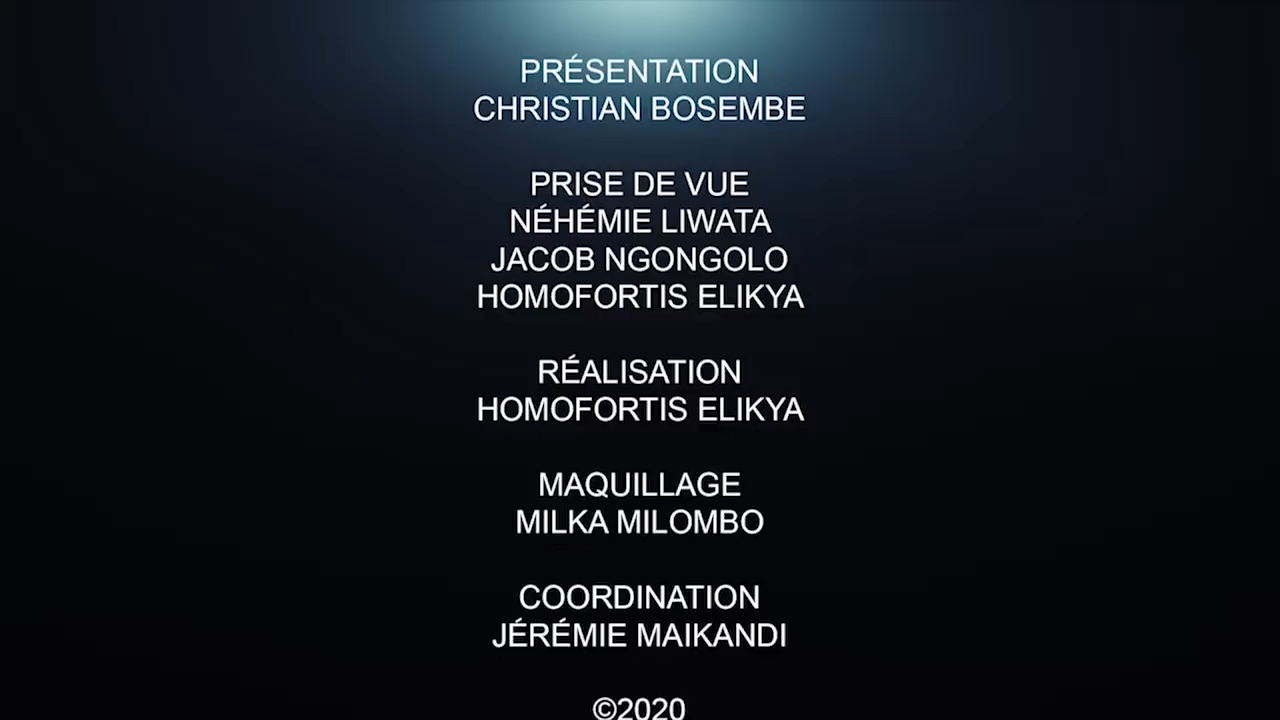 PRÉSENTATION
CHRISTIAN BOSEMBE
PRISE DE VUE
NÉHÉMIE LIWATA
JACOB NGONGOLO
HOMOFORTIS ELIKYA
RÉALISATION
HOMOFORTIS ELIKYA
MAQUILLAGE
MILKA MILOMBO
COORDINATION
JÉRÉMIE MAIKANDI
©2020